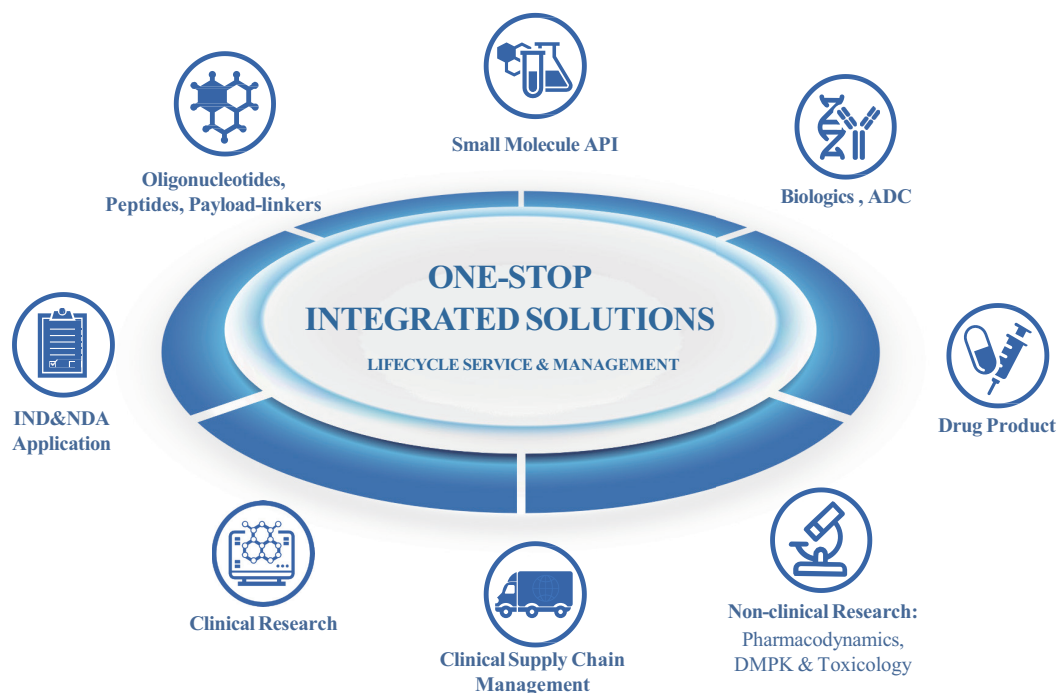 Small Molecule API
Oligonucleotides,
Peptides, Payload-linkers
Biologics , ADC
ONE-STOP
INTEGRATED SOLUTIONS
LIFECYCLE SERVICE & MANAGEMENT
IND&NDA
Application
Drug Product
Clinical Research
Clinical Supply Chain
Management
Non-clinical Research:
Pharmacodynamics,
DMPK & Toxicology